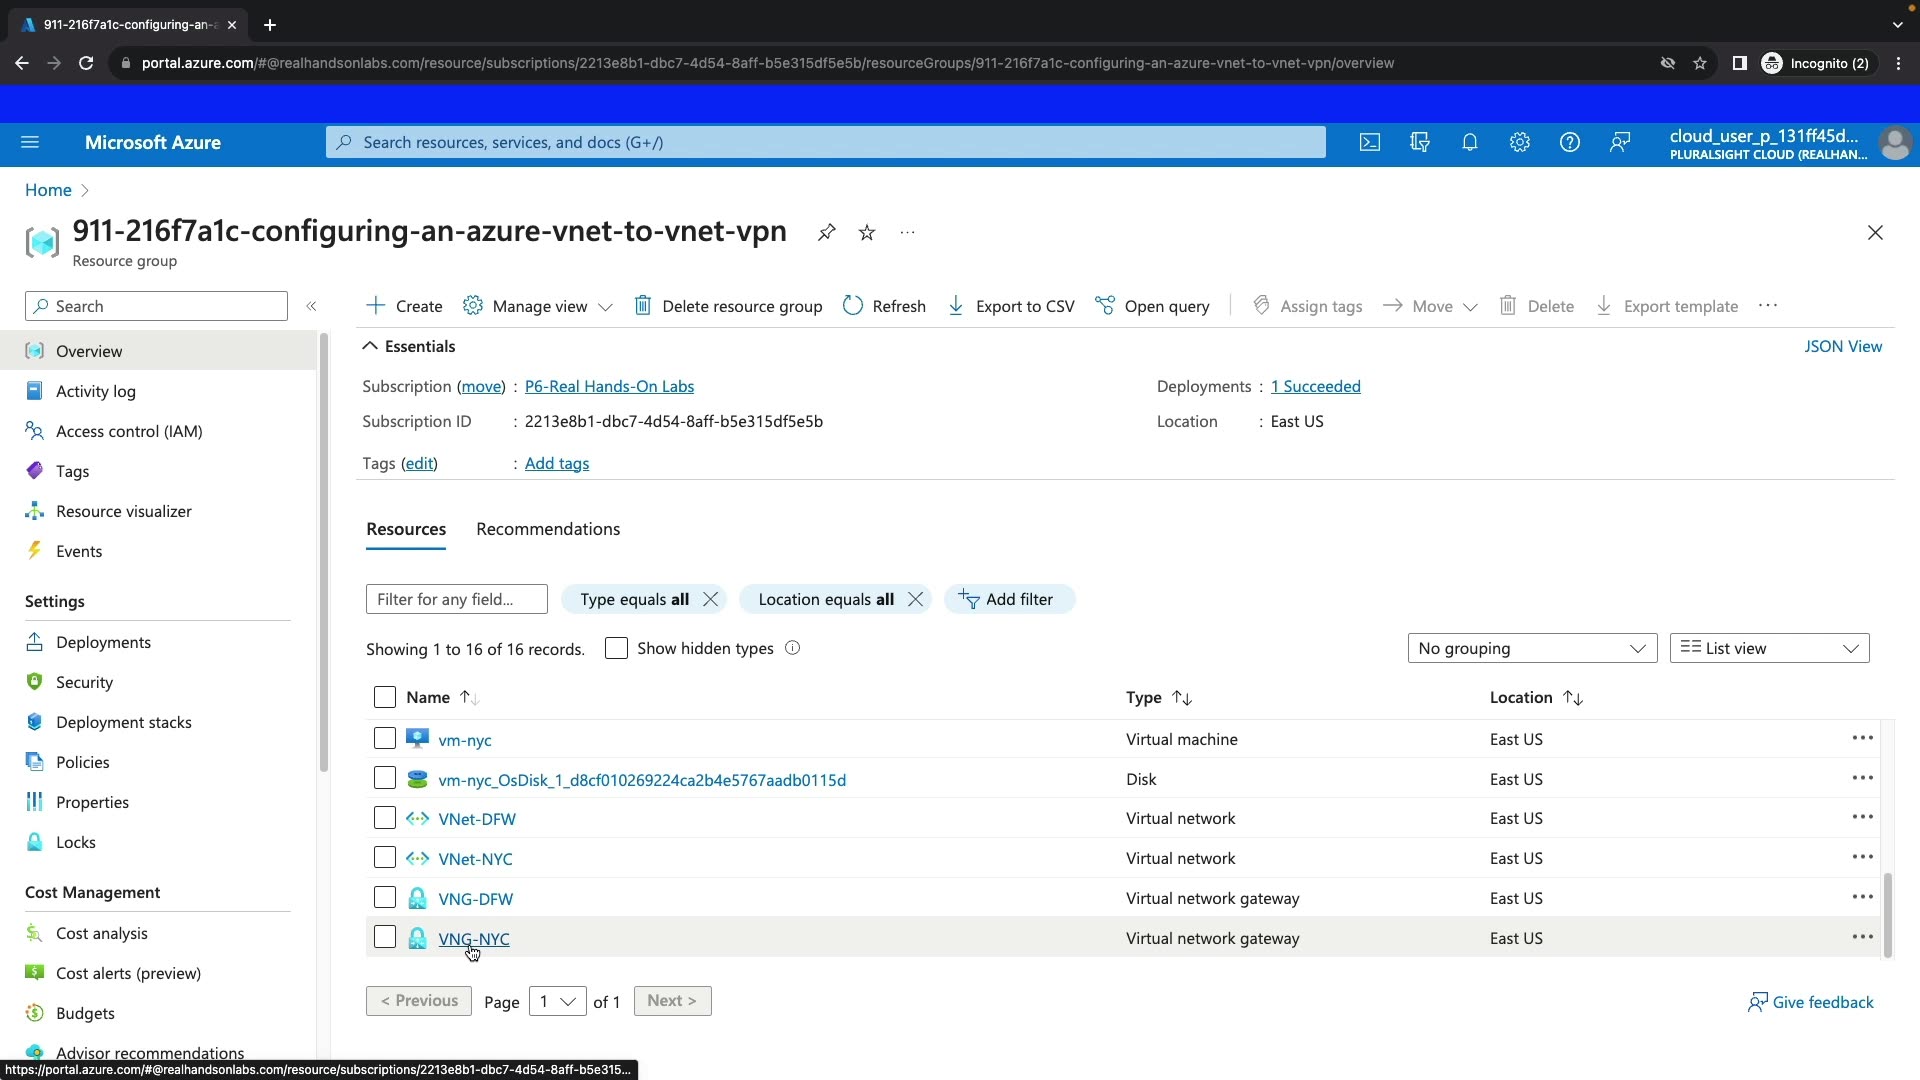 911-216f7a1c-configuring-an-a
portal.azure.com/#@realhandsonlabs.com/resource/subscriptions/2213e8b1-dbc7-4d54-8aff-b5e315df5e5b/resourceGroups/911-216f7a1c-configuring-an-azure-vnet-to-vnet-vpn/overview
Incognito (2)
Microsoft Azure
Search resources, services, and docs (G+/)
cloud_user_p_131ff45d...
PLURALSIGHT CLOUD (REALHAN...
Home
911-216f7a1c-configuring-an-azure-vnet-to-vnet-vpn
Resource group
Search
Create Manage view Delete resource group Refresh Export to CSV Open query Assign tags Move Delete Export template
Overview
Activity log
Access control (IAM)
Tags
Resource visualizer
Events
Settings
Deployments
Security
Deployment stacks
Policies
Properties
Locks
Cost Management
Cost analysis
Cost alerts (preview)
Budgets
Advisor recommendations
Essentials
JSON View
Subscription (move) : P6-Real Hands-On Labs
Deployments : 1 Succeeded
Subscription ID : 2213e8b1-dbc7-4d54-8aff-b5e315df5e5b
Location : East US
Tags (edit) : Add tags
Resources Recommendations
Filter for any field...
Type equals all
Location equals all
Add filter
Showing 1 to 16 of 16 records.
Show hidden types
No grouping
List view
Name Type Location
vm-nyc Virtual machine East US
vm-nyc_OsDisk_1_d8cf010269224ca2b4e5767aadb0115d Disk East US
VNet-DFW Virtual network East US
VNet-NYC Virtual network East US
VNG-DFW Virtual network gateway East US
VNG-NYC Virtual network gateway East US
< Previous Page 1 of 1 Next >
Give feedback
https://portal.azure.com/#@realhandsonlabs.com/resource/subscriptions/2213e8b1-dbc7-4d54-8aff-b5e315...